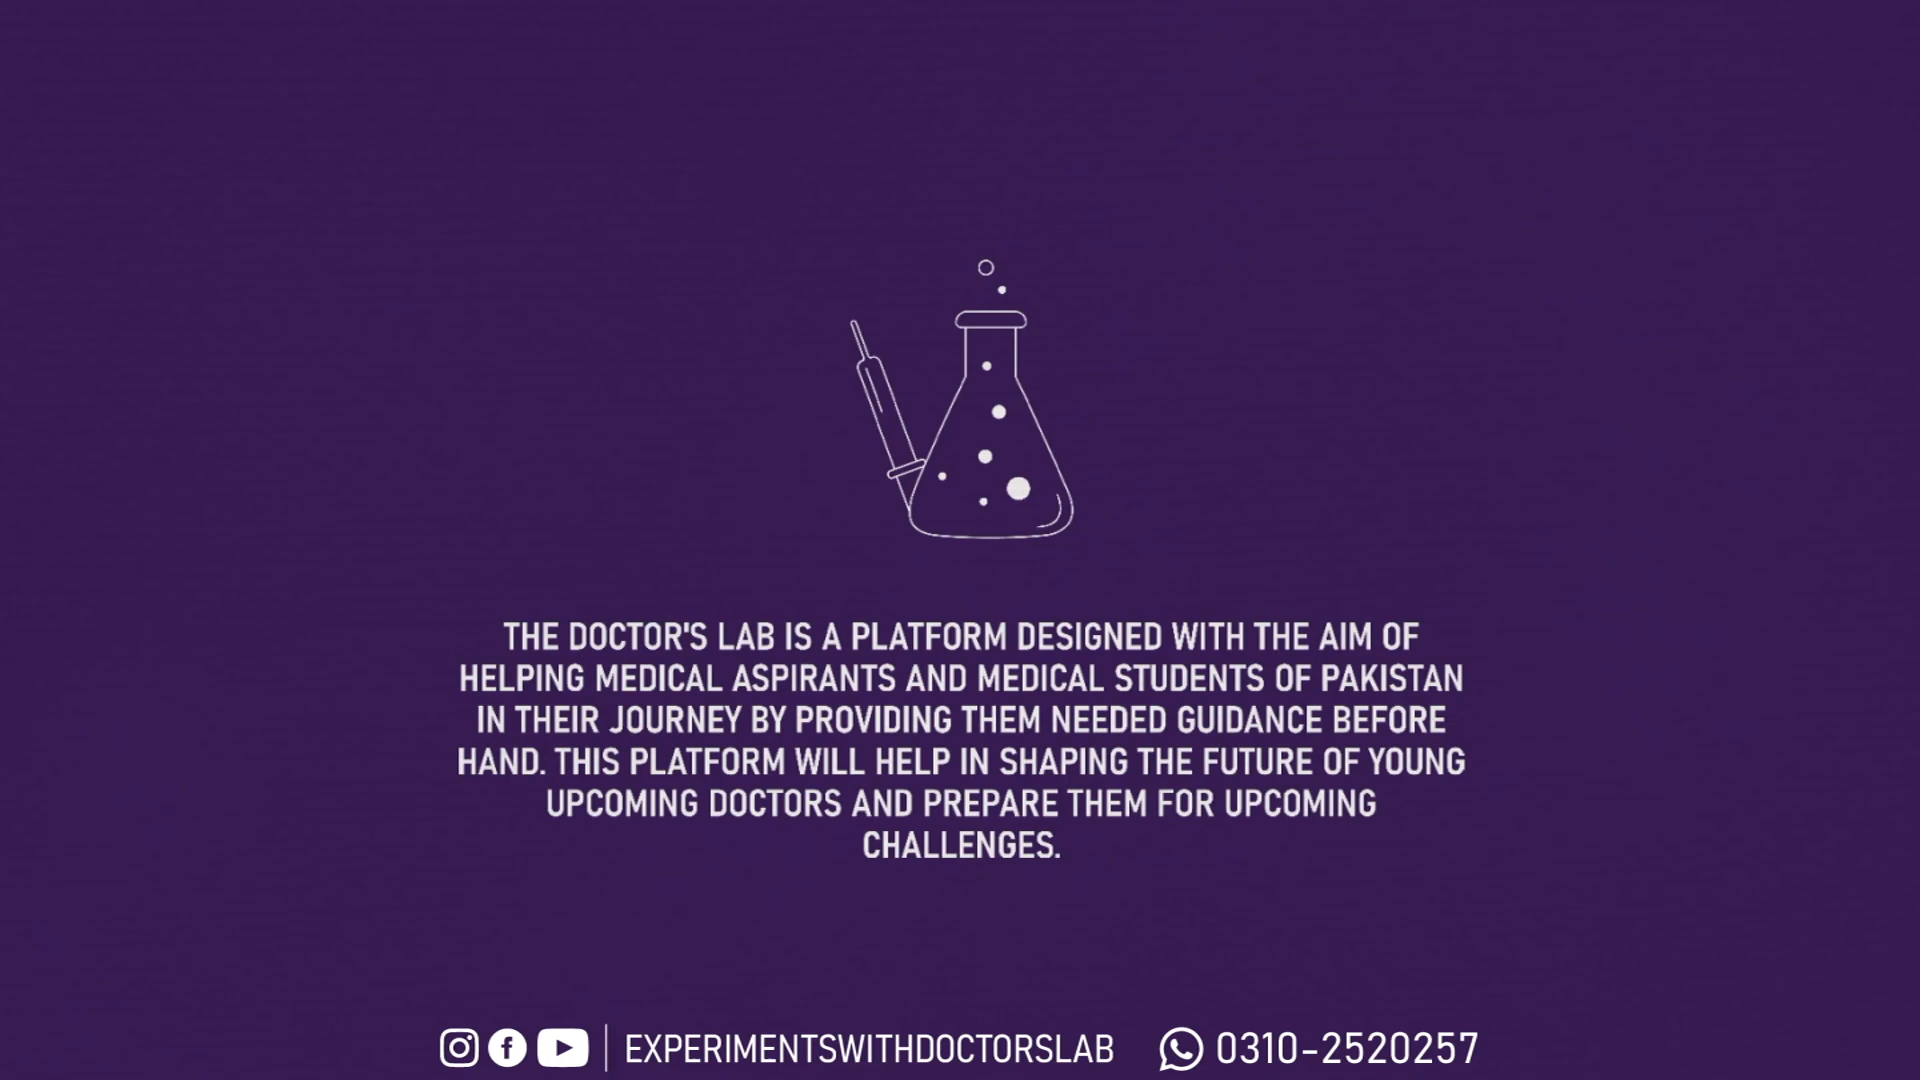 THE DOCTOR'S LAB IS A PLATFORM DESIGNED WITH THE AIM OF
HELPING MEDICAL ASPIRANTS AND MEDICAL STUDENTS OF PAKISTAN
IN THEIR JOURNEY BY PROVIDING THEM NEEDED GUIDANCE BEFORE
HAND. THIS PLATFORM WILL HELP IN SHAPING THE FUTURE OF YOUNG
UPCOMING DOCTORS AND PREPARE THEM FOR UPCOMING
CHALLENGES.
EXPERIMENTSWITHDOCTORSLAB 0310-2520257